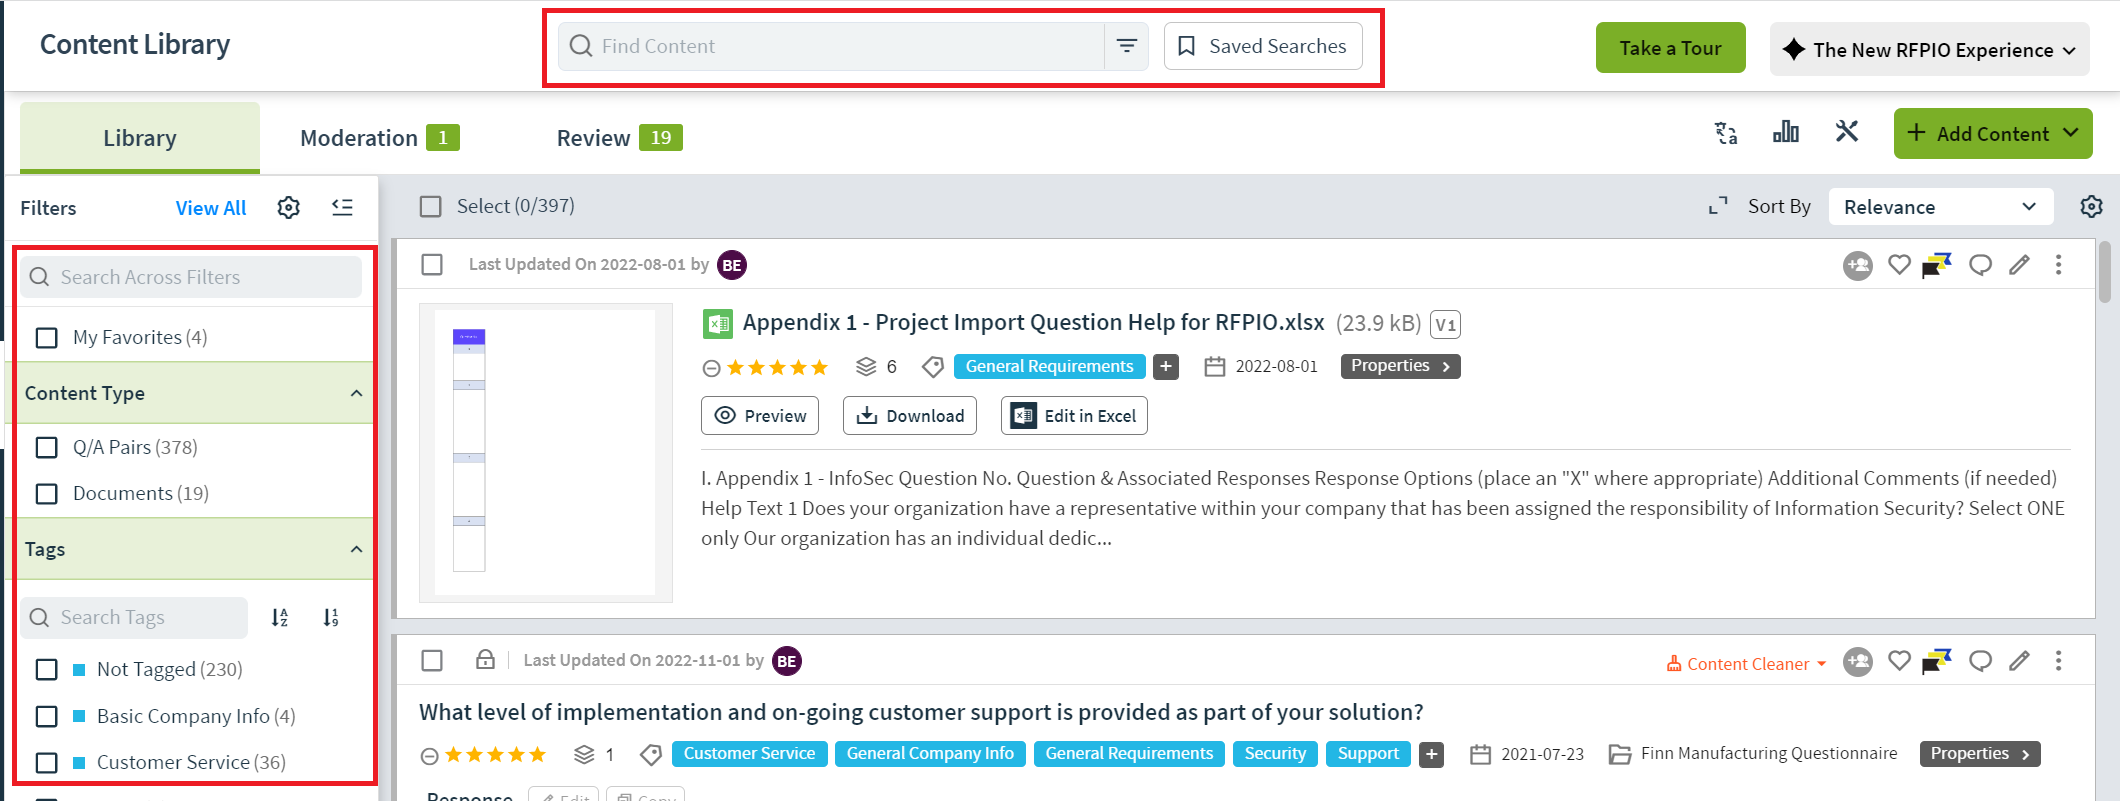 Content Library
Find Content
Saved Searches
Take a Tour
The New RFPIO Experience
Library
Moderation 1
Review 19
+ Add Content
Filters
View All
Select (0/397)
Sort By
Relevance
Search Across Filters
My Favorites (4)
Content Type
Q/A Pairs (378)
Documents (19)
Tags
Search Tags
Not Tagged (230)
Basic Company Info (4)
Customer Service (36)
Last Updated On 2022-08-01 by BE
Appendix 1 - Project Import Question Help for RFPIO.xlsx (23.9 kB) V1
6 General Requirements + 2022-08-01 Properties >
Preview
Download
Edit in Excel
I. Appendix 1 - InfoSec Question No. Question & Associated Responses Response Options (place an "X" where appropriate) Additional Comments (if needed)
Help Text 1 Does your organization have a representative within your company that has been assigned the responsibility of Information Security? Select ONE
only Our organization has an individual dedic...
Last Updated On 2022-11-01 by BE
Content Cleaner
What level of implementation and on-going customer support is provided as part of your solution?
1 Customer Service General Company Info General Requirements Security Support + 2021-07-23 Finn Manufacturing Questionnaire Properties >
Response Edit Copy